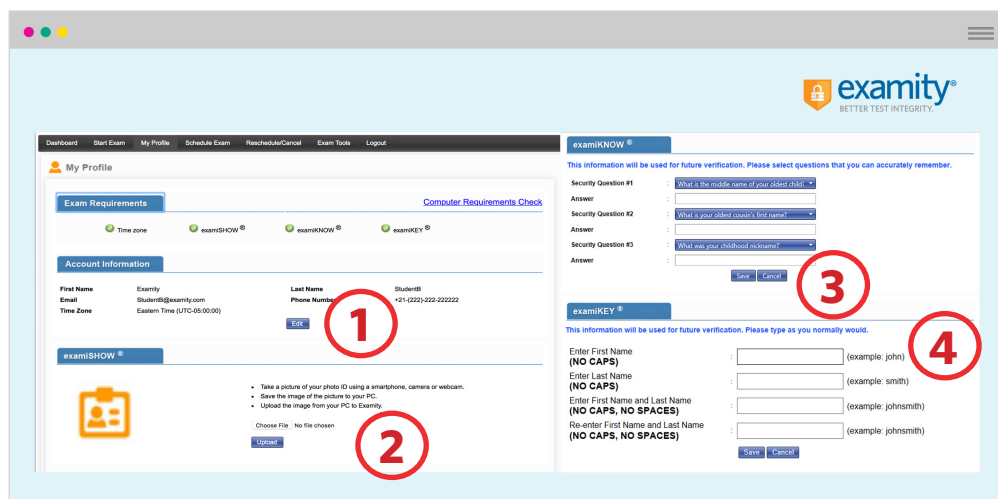 examity®
BETTER TEST INTEGRITY.
Dashboard Start Exam My Profile Schedule Exam Reschedule/Cancel Exam Tools Logout
My Profile
Exam Requirements
Computer Requirements Check
Time zone examiSHOW ® examiKNOW ® examiKEY ®
Account Information
First Name Examity Last Name StudentB
Email StudentB@examity.com Phone Number +21-(222)-222-222222
Time Zone Eastern Time (UTC-05:00:00)
Edit
1
examiSHOW ®
• Take a picture of your photo ID using a smartphone, camera or webcam.
• Save the image of the picture to your PC.
• Upload the image from your PC to Examity.
Choose File No file chosen
Upload
2
examiKNOW ®
This information will be used for future verification. Please select questions that you can accurately remember.
Security Question #1 : What is the middle name of your oldest child?
Answer :
Security Question #2 : What is your oldest cousin's first name?
Answer :
Security Question #3 : What was your childhood nickname?
Answer :
Save Cancel
3
examiKEY ®
This information will be used for future verification. Please type as you normally would.
4
Enter First Name
(NO CAPS) : (example: john)
Enter Last Name
(NO CAPS) : (example: smith)
Enter First Name and Last Name
(NO CAPS, NO SPACES) : (example: johnsmith)
Re-enter First Name and Last Name
(NO CAPS, NO SPACES) : (example: johnsmith)
Save Cancel